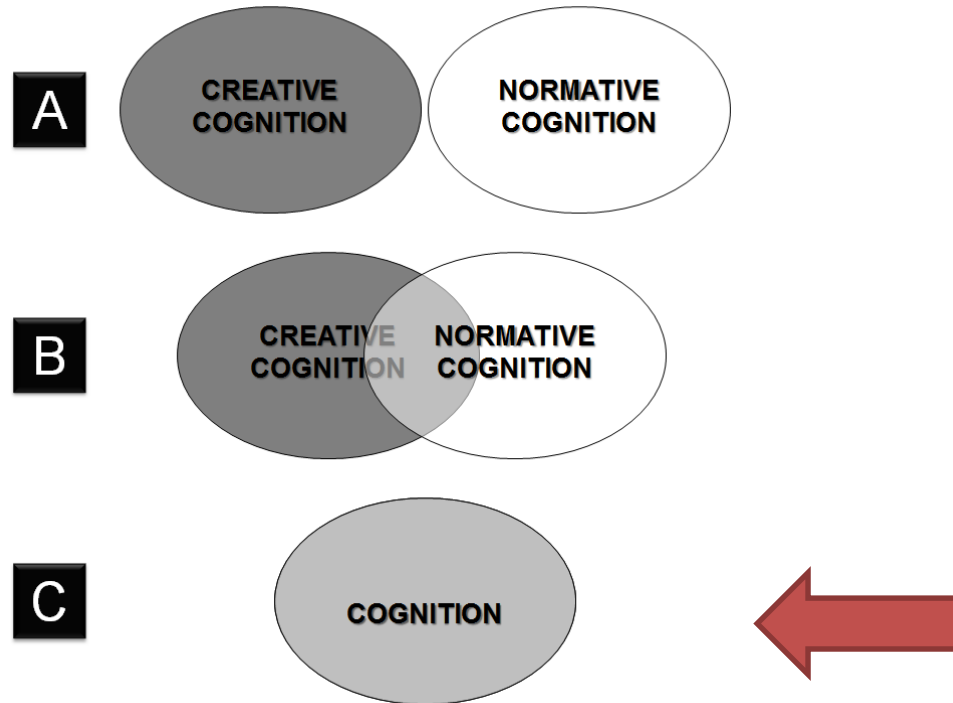 A
CREATIVE
COGNITION
NORMATIVE
COGNITION
B
CREATIVE
COGNITION
NORMATIVE
COGNITION
C
COGNITION